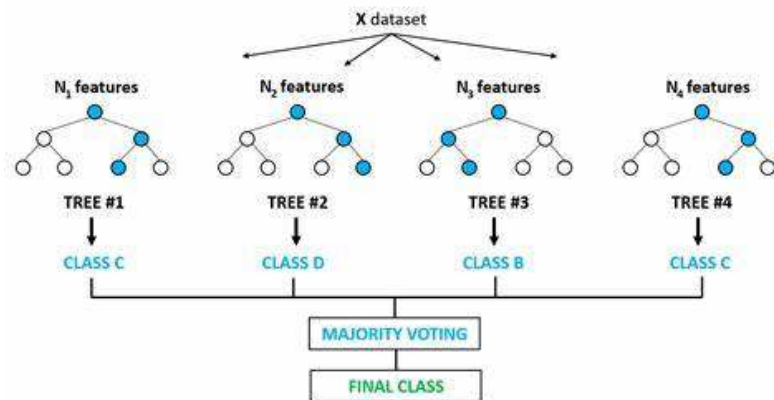 X dataset
N₁ features
N₂ features
N₃ features
N₄ features
TREE #1
TREE #2
TREE #3
TREE #4
CLASS C
CLASS D
CLASS B
CLASS C
MAJORITY VOTING
FINAL CLASS